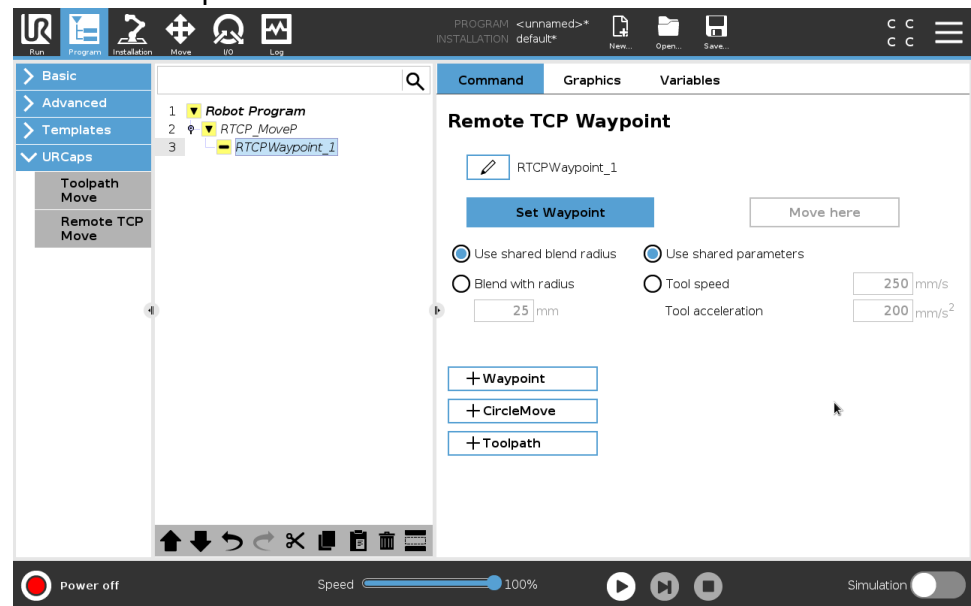 PROGRAM <unnamed>*
INSTALLATION default*
UR
Run
Program
Installation
Move
I/O
Log
New...
Open...
Save...
C C
C C
Basic
Advanced
Templates
URCaps
Toolpath
Move
Remote TCP
Move
1 Robot Program
2 RTCP_MoveP
3 RTCPWaypoint_1
Command Graphics Variables
Remote TCP Waypoint
RTCPWaypoint_1
Set Waypoint Move here
Use shared blend radius Use shared parameters
Blend with radius Tool speed 250 mm/s
25 mm Tool acceleration 200 mm/s²
+Waypoint
+CircleMove
+Toolpath
Power off Speed 100% Simulation